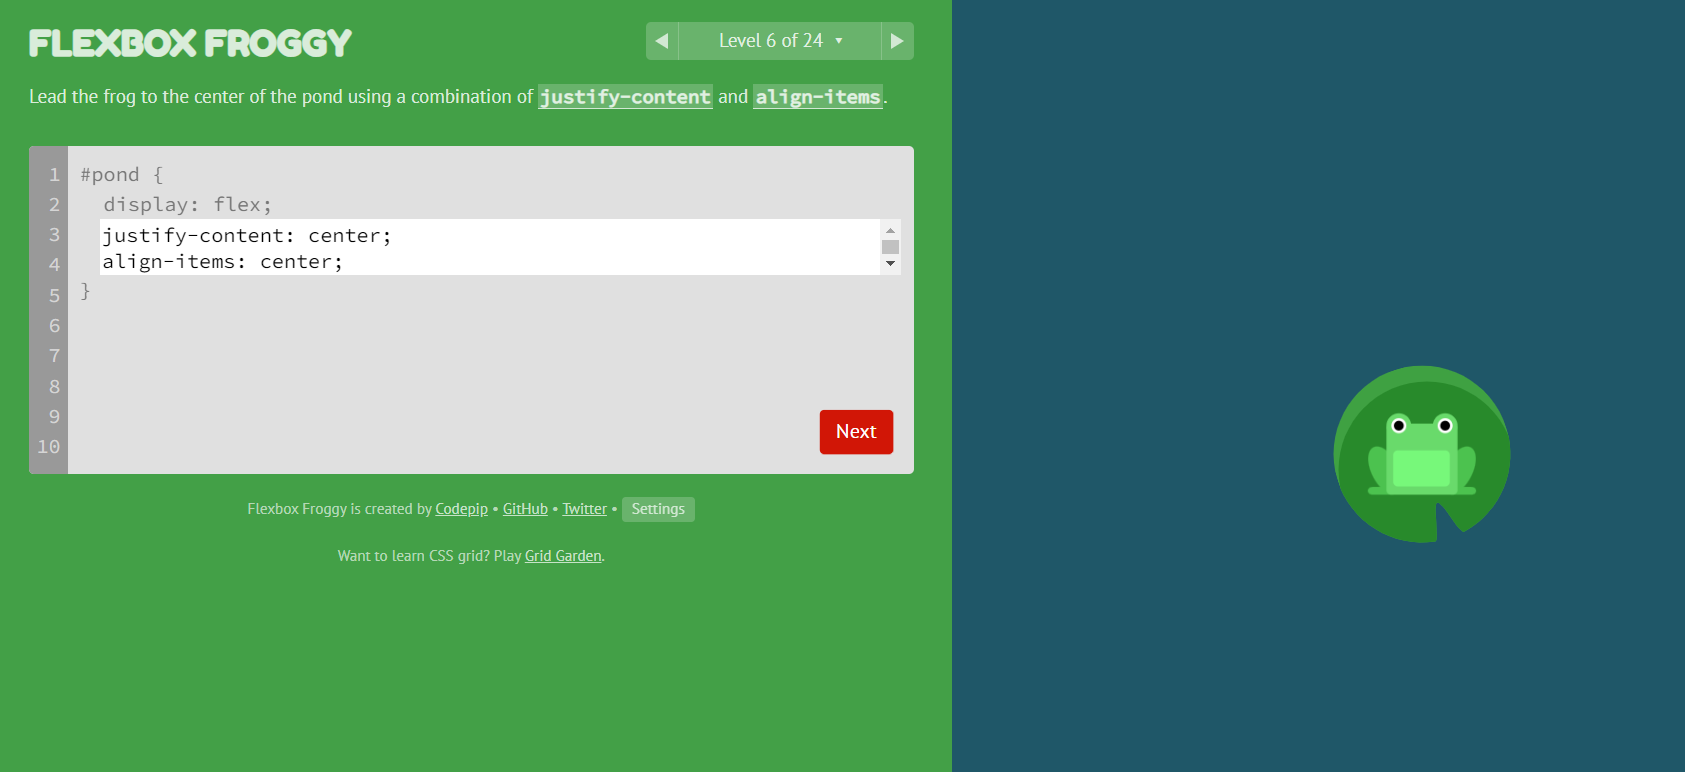 FLEXBOX FROGGY
◀ Level 6 of 24 ▼ ▶
Lead the frog to the center of the pond using a combination of justify-content and align-items.
1 #pond {
2 display: flex;
3 justify-content: center;
4 align-items: center;
5 }
6
7
8
9
10
Next
Flexbox Froggy is created by Codepip • GitHub • Twitter • Settings
Want to learn CSS grid? Play Grid Garden.